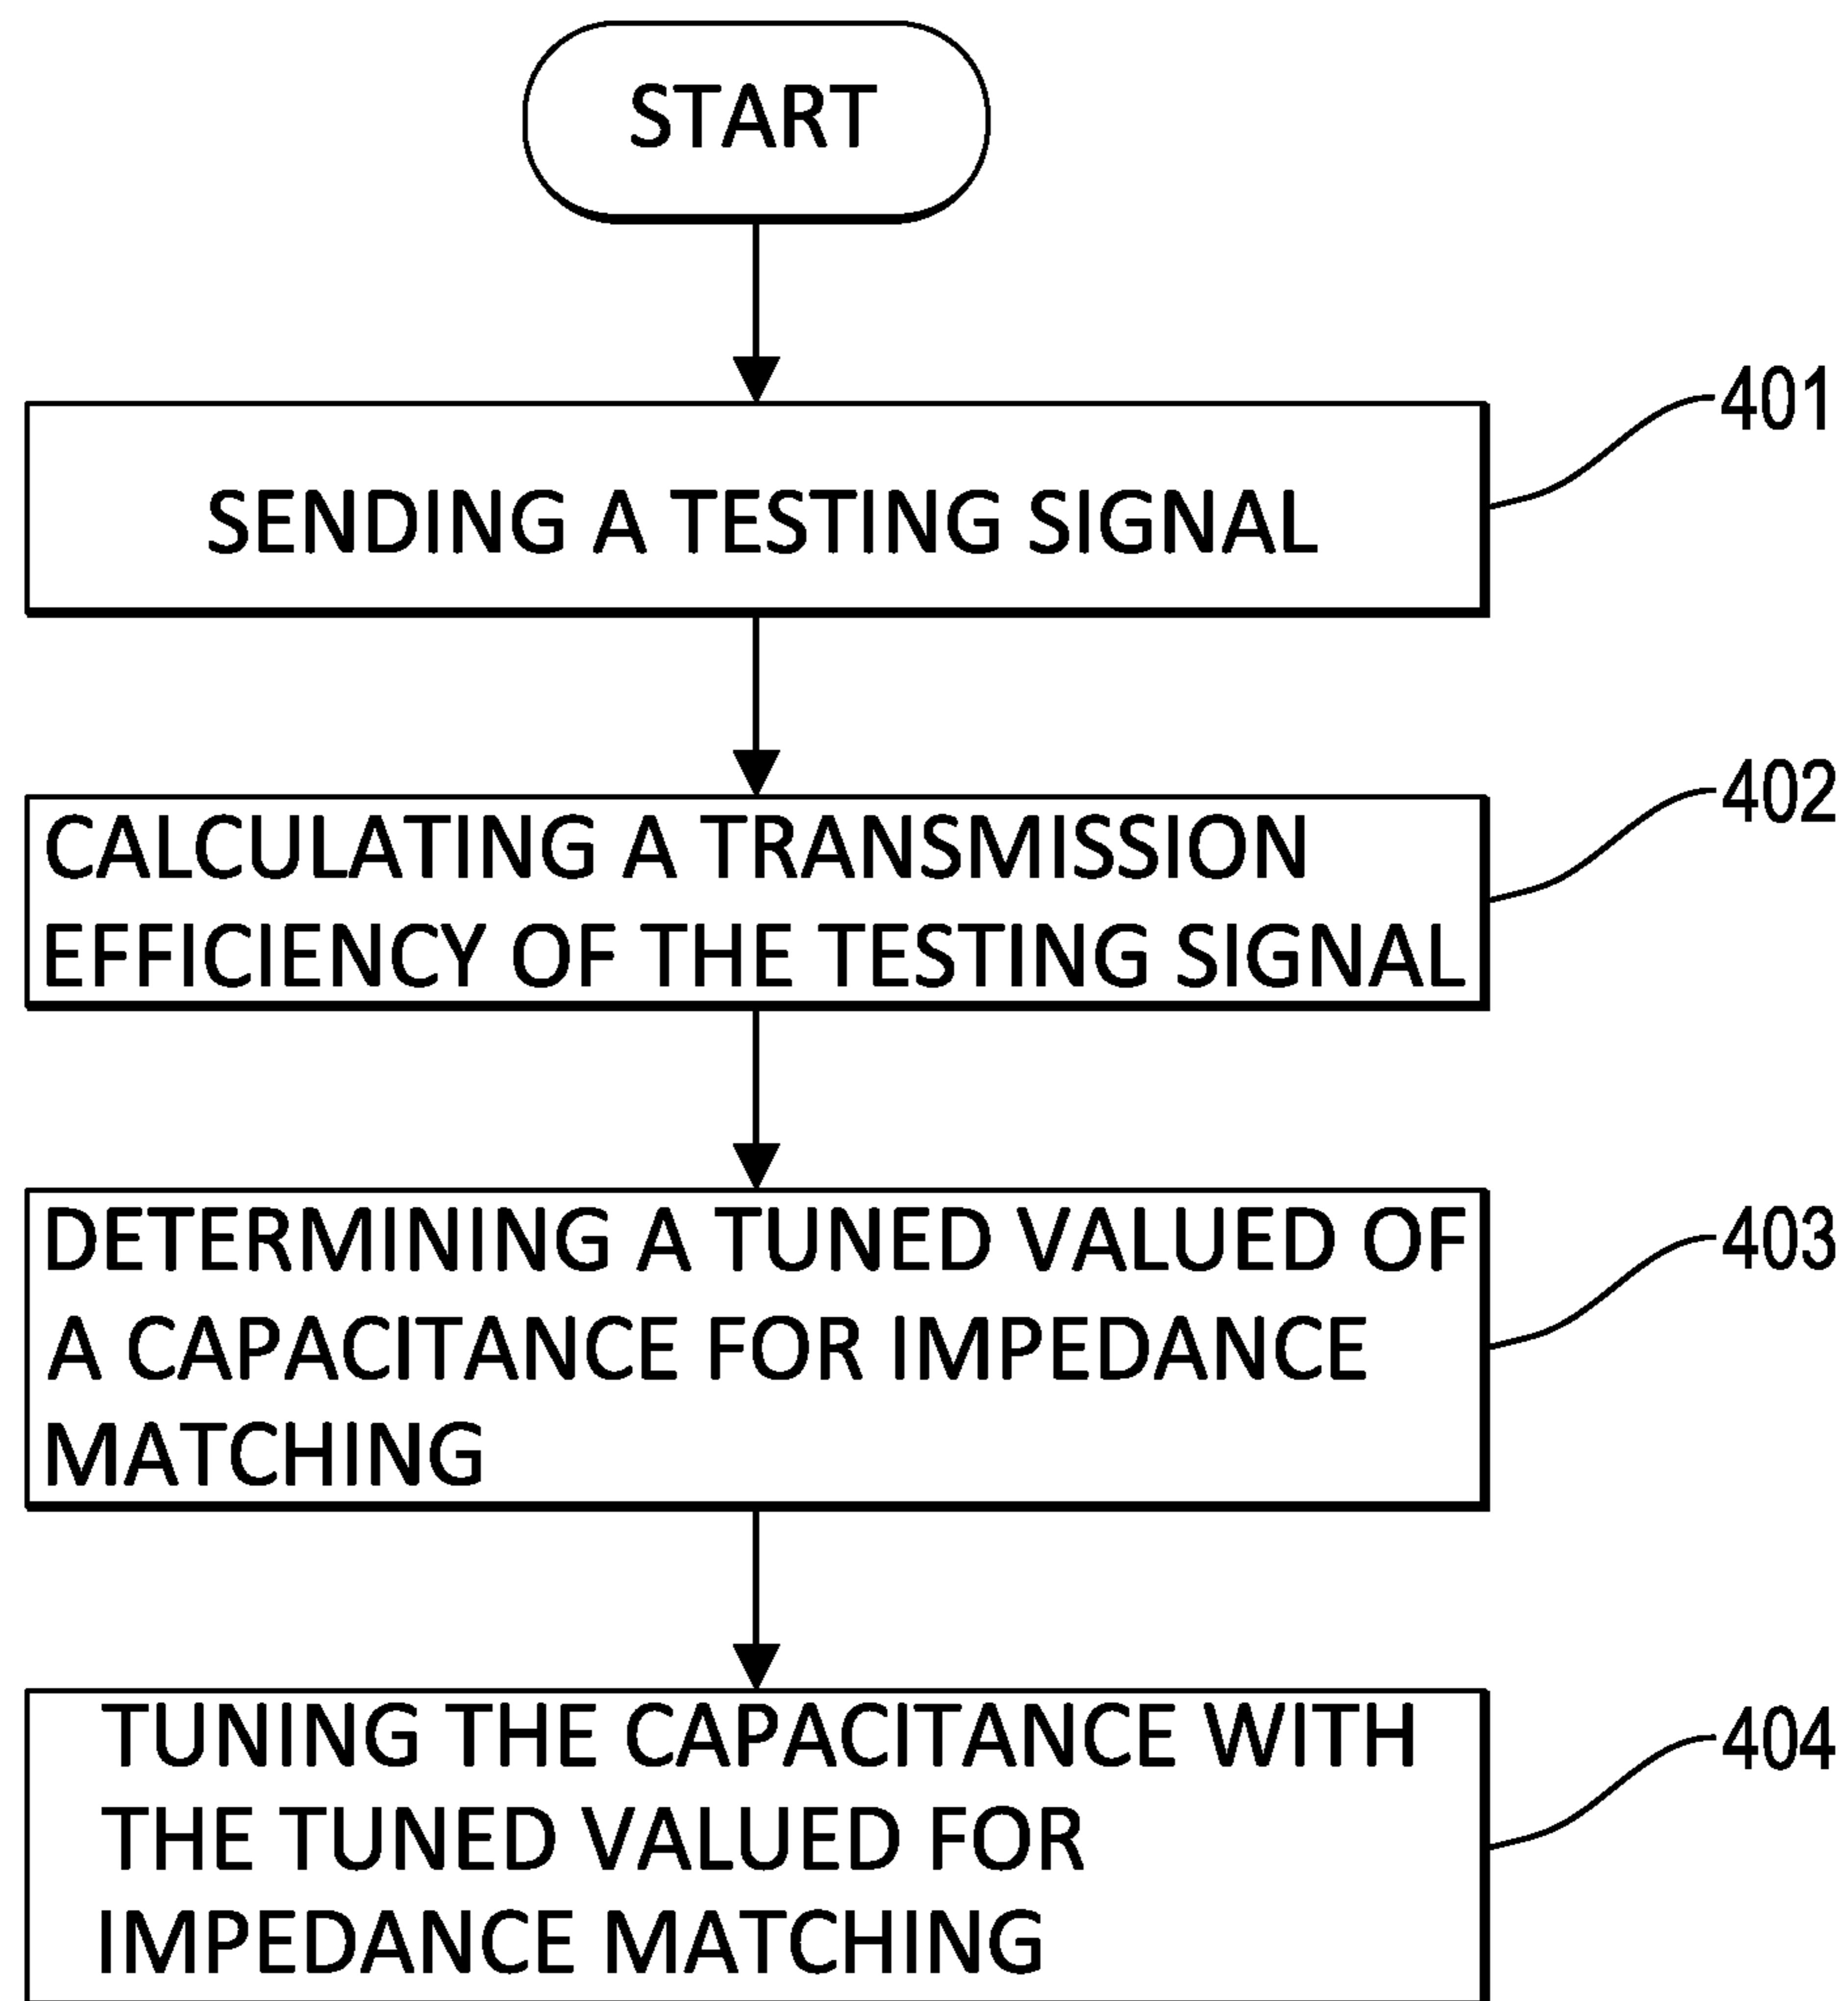 START
401
SENDING A TESTING SIGNAL
402
CALCULATING A TRANSMISSION
EFFICIENCY OF THE TESTING SIGNAL
403
DETERMINING A TUNED VALUED OF
A CAPACITANCE FOR IMPEDANCE
MATCHING
404
TUNING THE CAPACITANCE WITH
THE TUNED VALUED FOR
IMPEDANCE MATCHING